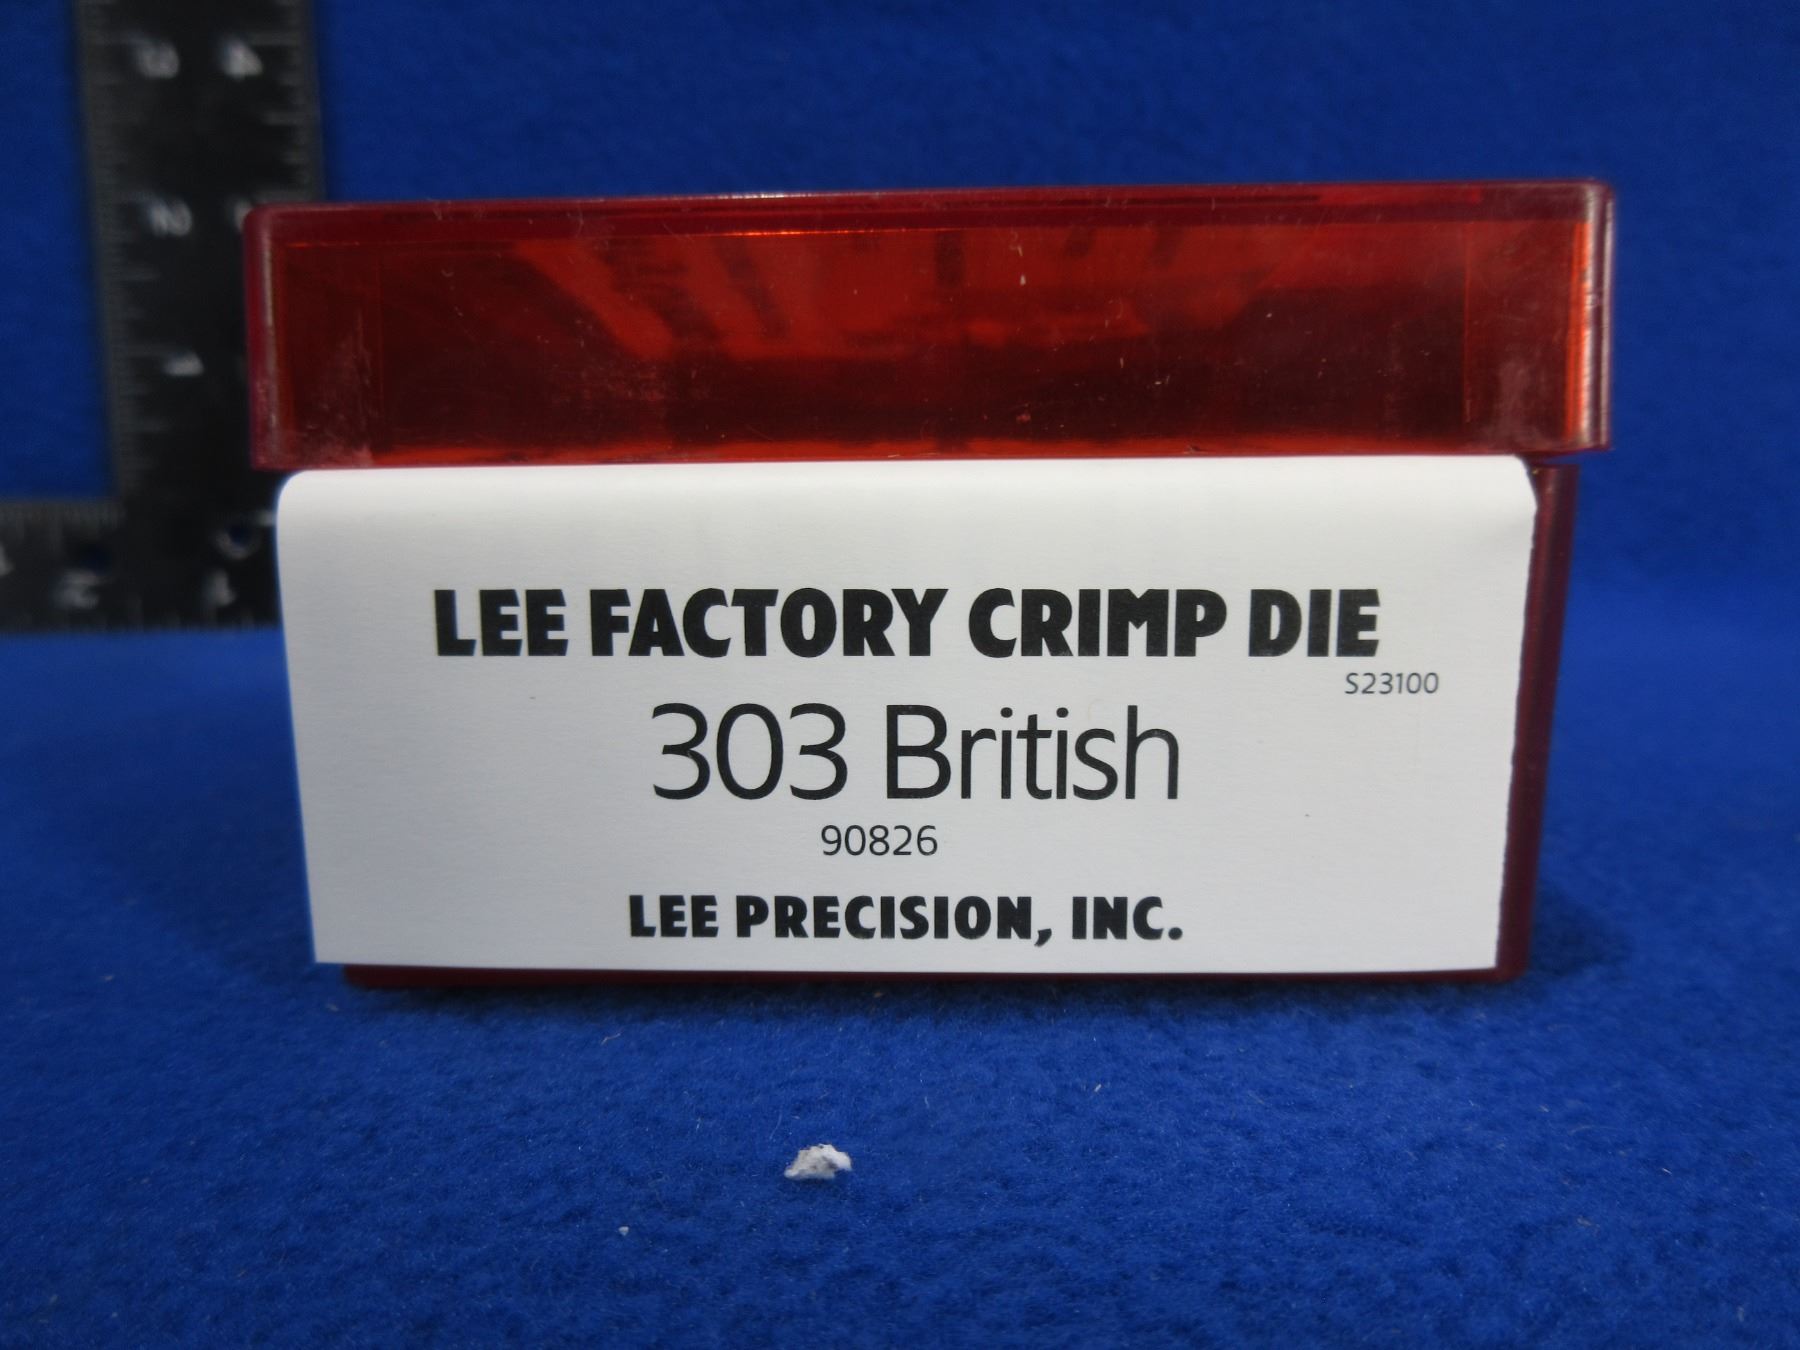 LEE FACTORY CRIMP DIE
S23100
303 British
90826
LEE PRECISION, INC.